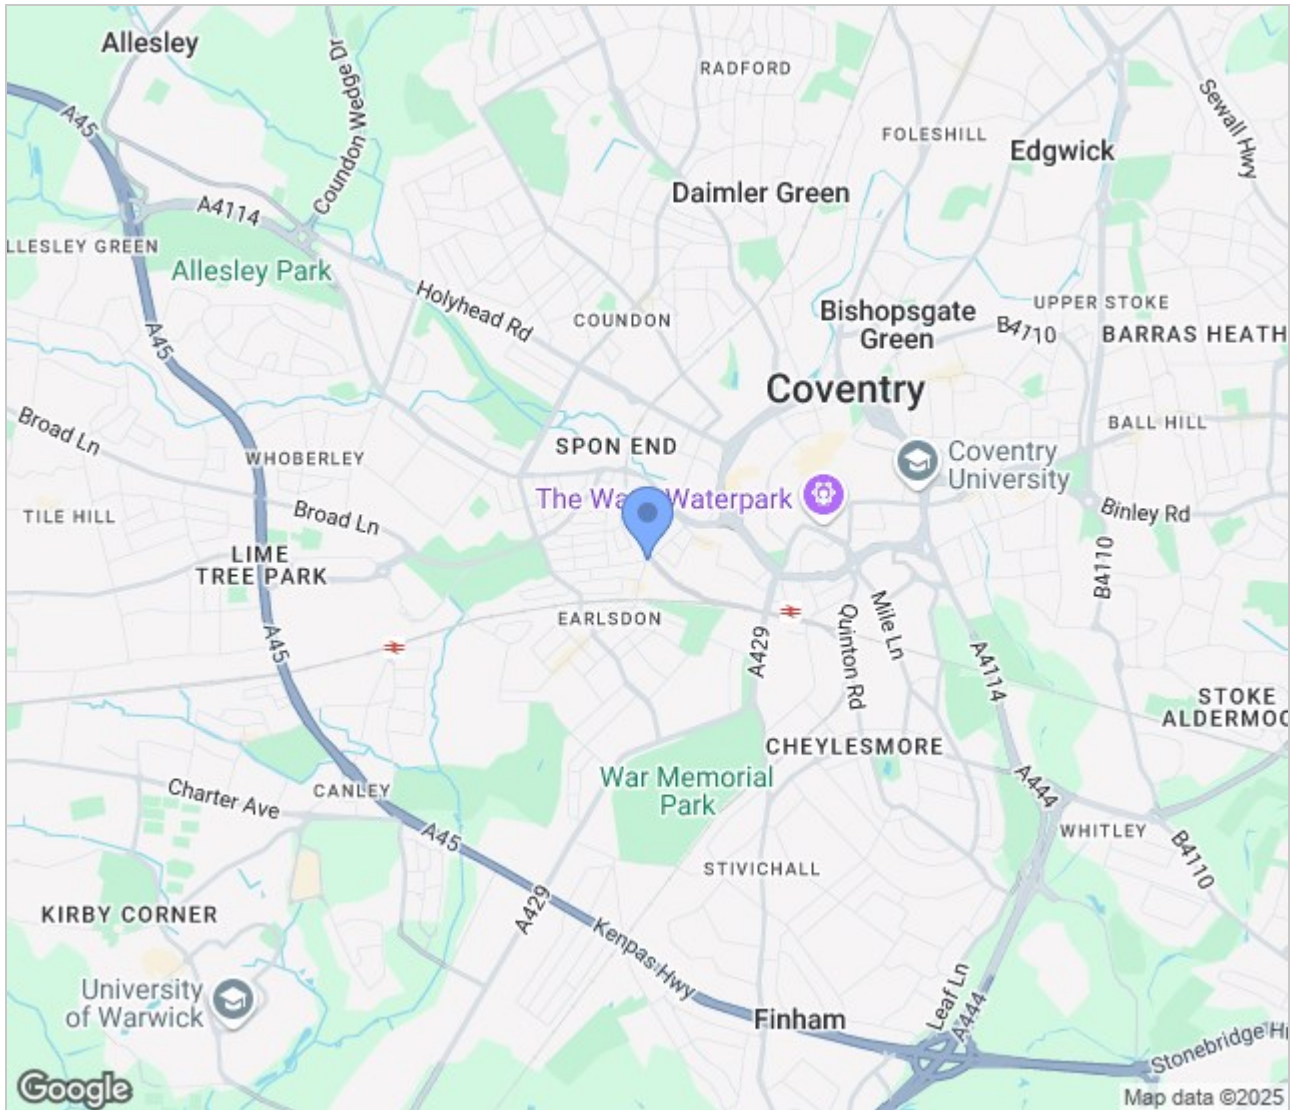 Allesley
Coundon Wedge Dr
RADFORD
Sewall Hwy
A45
FOLESHILL
Edgwick
Daimler Green
A4114
LLESLEY GREEN
Allesley Park
Holyhead Rd
COUNDON
Bishopsgate
Green
UPPER STOKE
B4110
BARRAS HEATH
A45
Coventry
Broad Ln
SPON END
BALL HILL
WHOBERLEY
Coventry
University
The Wa
Waterpark
TILE HILL
Broad Ln
Binley Rd
LIME
TREE PARK
B4110
EARLSDON
A45
A429
Quinton Rd
Mile Ln
A4114
STOKE
ALDERMOO
CHEYLESMORE
War Memorial
Park
Charter Ave
CANLEY
A444
WHITLEY
A45
B4110
STIVICHALL
A429
KIRBY CORNER
Kenpas Hwy
University
of Warwick
Leaf Ln
A444
Finham
Stonebridge H
Google
Map data ©2025